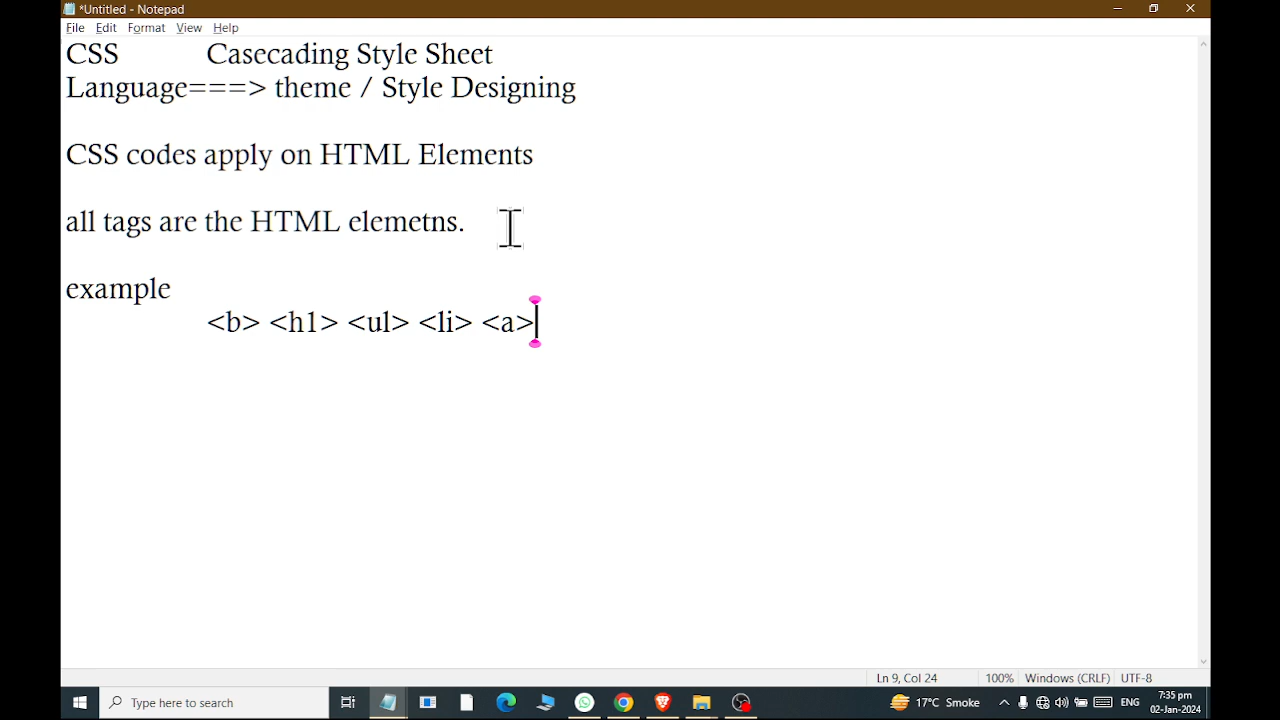 *Untitled - Notepad
File Edit Format View Help
CSS Casecading Style Sheet
Language===> theme / Style Designing
CSS codes apply on HTML Elements
all tags are the HTML elemetns.
example
<b> <h1> <ul> <li> <a>
Ln 9, Col 24 100% Windows (CRLF) UTF-8
Type here to search 17°C Smoke ENG 7:35 pm
02-Jan-2024